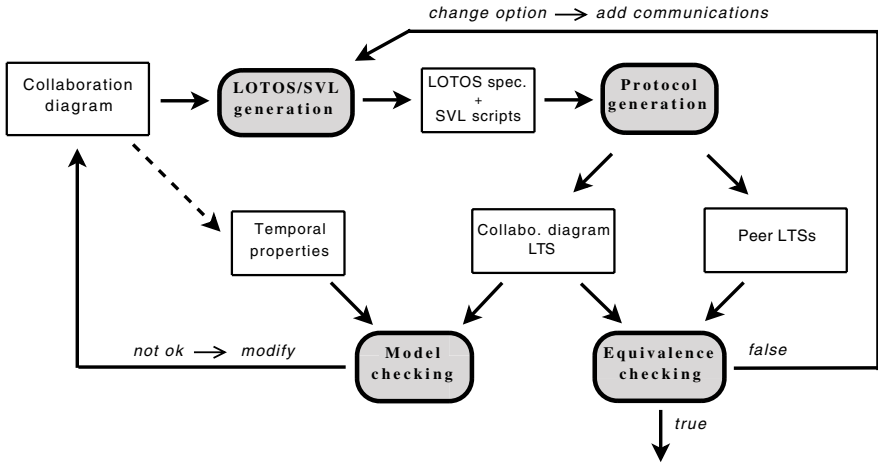 change option → add communications
Collaboration
diagram
LOTOS/SVL
generation
LOTOS spec.
+
SVL scripts
Protocol
generation
Temporal
properties
Collabo. diagram
LTS
Peer LTSs
not ok → modify
Model
checking
Equivalence
checking
false
true